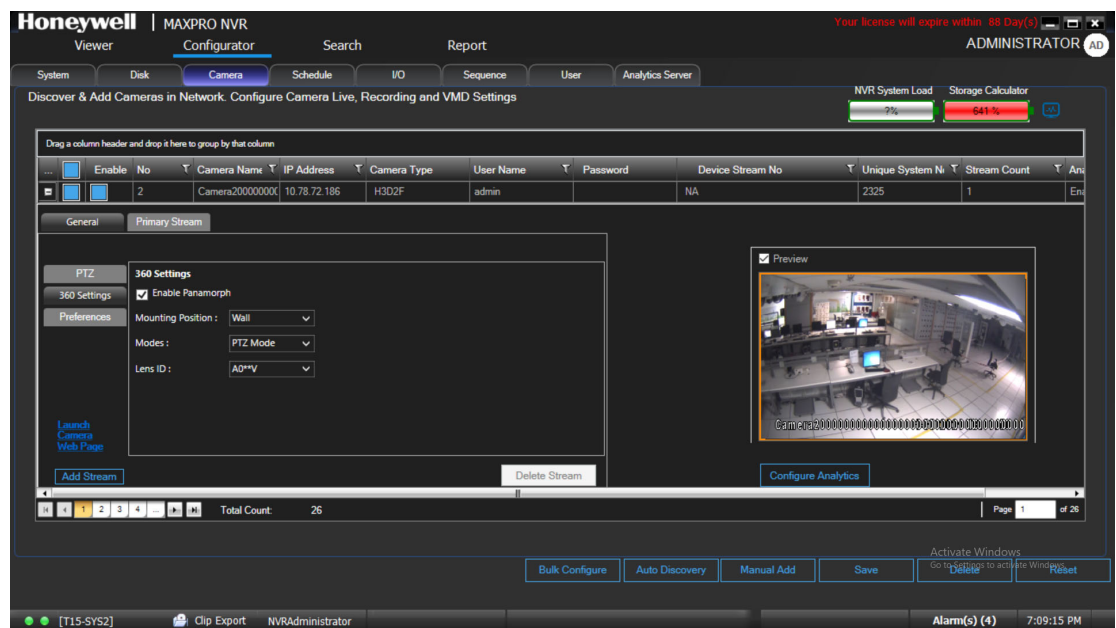 Honeywell | MAXPRO NVR
Your license will expire within 88 Day(s)
Viewer Configurator Search Report
ADMINISTRATOR AD
System Disk Camera Schedule I/O Sequence User Analytics Server
Discover & Add Cameras in Network. Configure Camera Live, Recording and VMD Settings
NVR System Load Storage Calculator
7% 641 %
Drag a column header and drop it here to group by that column
... Enable No Camera Name IP Address Camera Type User Name Password Device Stream No Unique System N Stream Count Ana
2 Camera20000000 10.78.72.186 H3D2F admin NA 2325 1 Ena
General Primary Stream
Preview
PTZ
360 Settings
Preferences
360 Settings
Enable Panamorph
Mounting Position : Wall
Modes : PTZ Mode
Lens ID : A0**V
Launch
Camera
Web Page
Add Stream
Delete Stream
Configure Analytics
1 2 3 4 ... Total Count: 26
Page 1 of 26
Activate Windows
Go to Settings to activate Windows.
Bulk Configure Auto Discovery Manual Add Save Delete Reset
[T15-SYS2] Clip Export NVRAdministrator
Alarm(s) (4) 7:09:15 PM